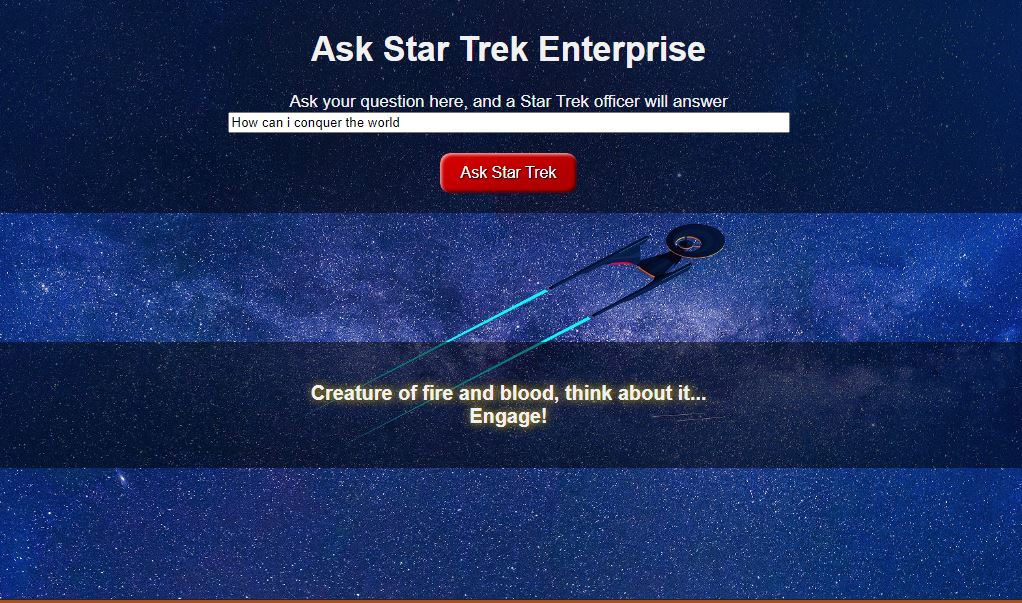 Ask Star Trek Enterprise
Ask your question here, and a Star Trek officer will answer
How can i conquer the world
Ask Star Trek
Creature of fire and blood, think about it...
Engage!